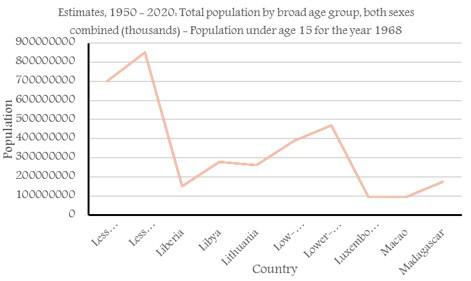 Estimates, 1950 - 2020: Total population by broad age group, both sexes
combined (thousands) - Population under age 15 for the year 1968
900000000
800000000
700000000
600000000
500000000
400000000
300000000
200000000
100000000
0
Population
Less...
Less...
Liberia
Libya
Lithuania
Low-...
Lower-...
Luxembo...
Macao
Madagascar
Country